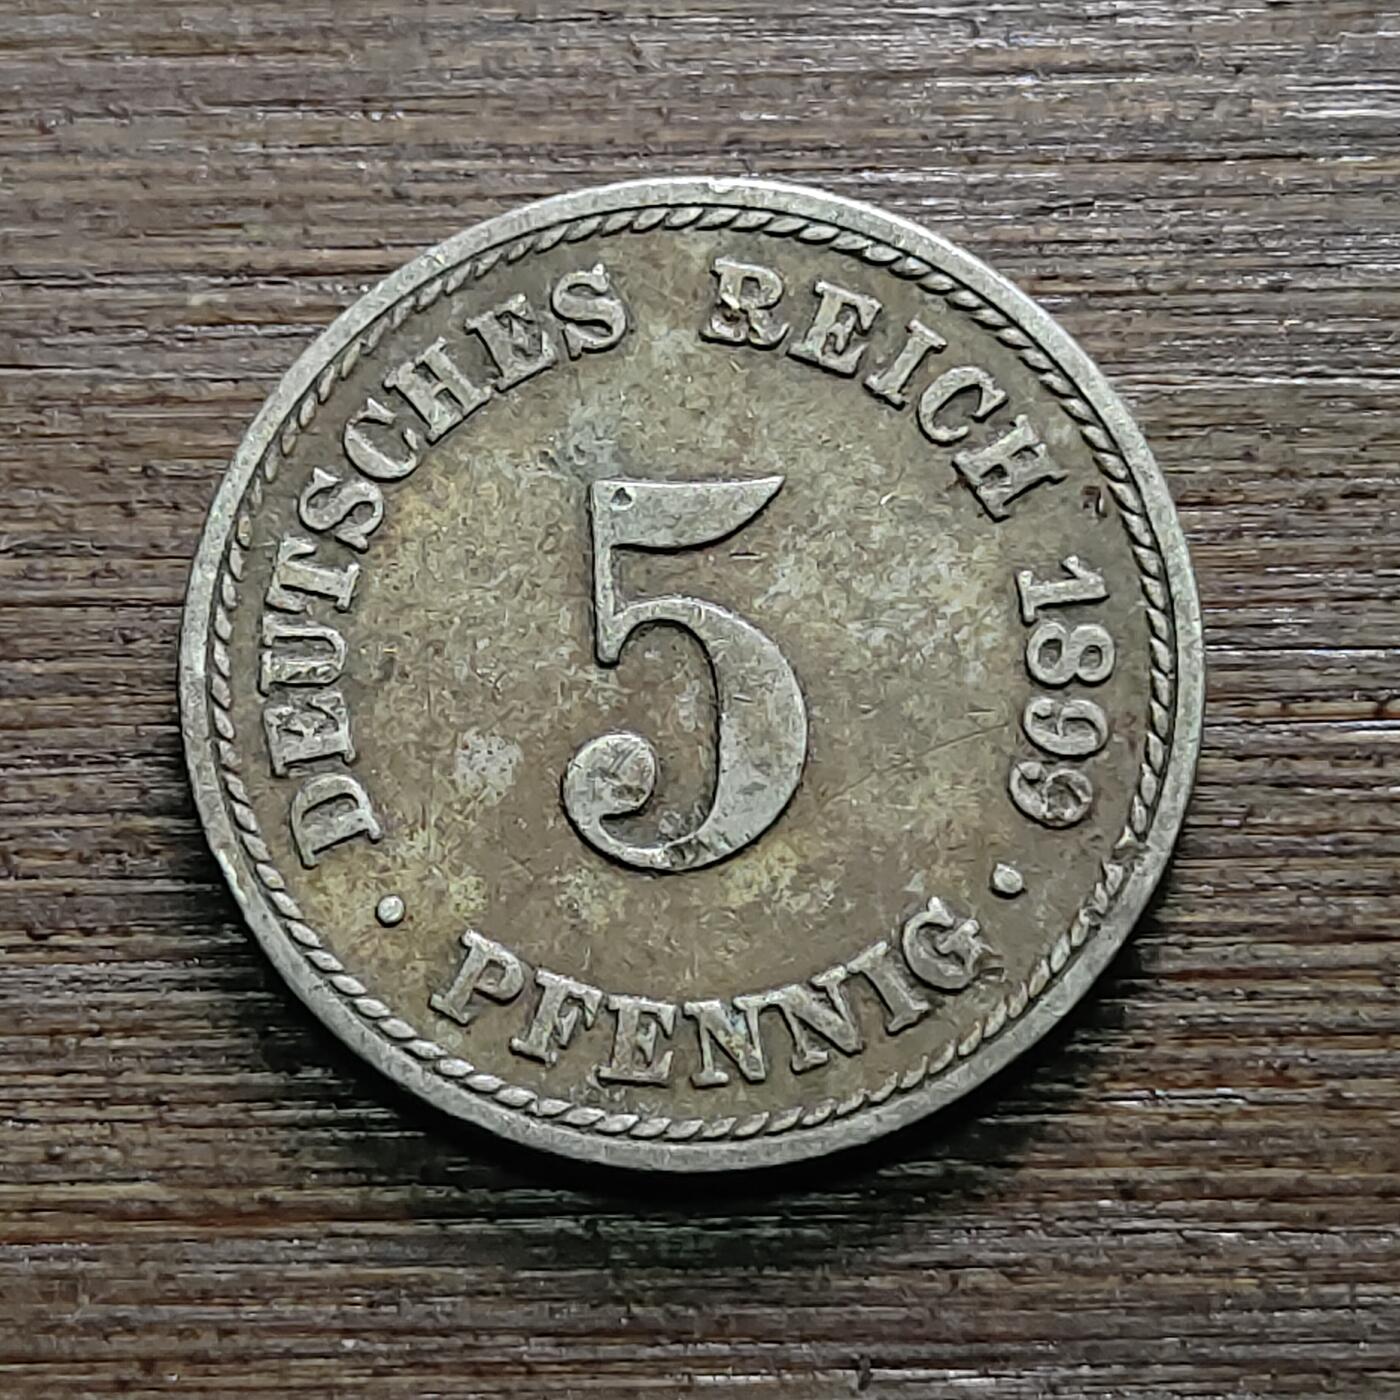 DEUTSCHES REICH 1899
5
· PFENNIG ·